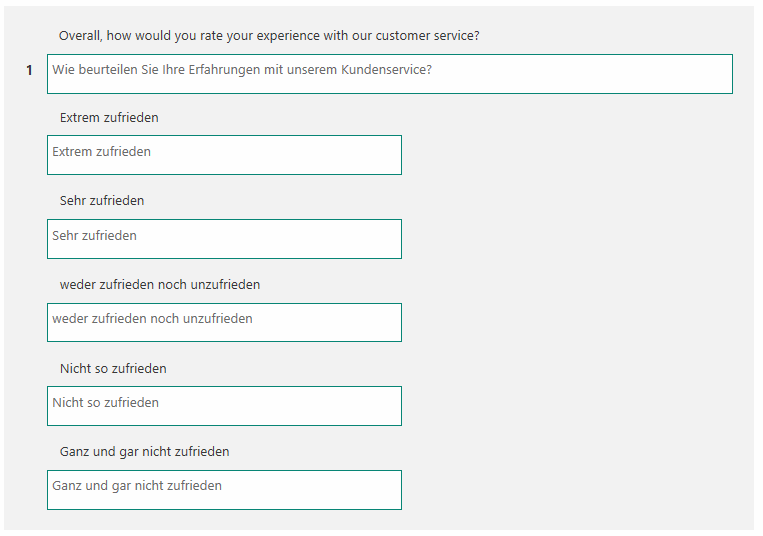 Overall, how would you rate your experience with our customer service?
1 Wie beurteilen Sie Ihre Erfahrungen mit unserem Kundenservice?
Extrem zufrieden
Extrem zufrieden
Sehr zufrieden
Sehr zufrieden
weder zufrieden noch unzufrieden
weder zufrieden noch unzufrieden
Nicht so zufrieden
Nicht so zufrieden
Ganz und gar nicht zufrieden
Ganz und gar nicht zufrieden